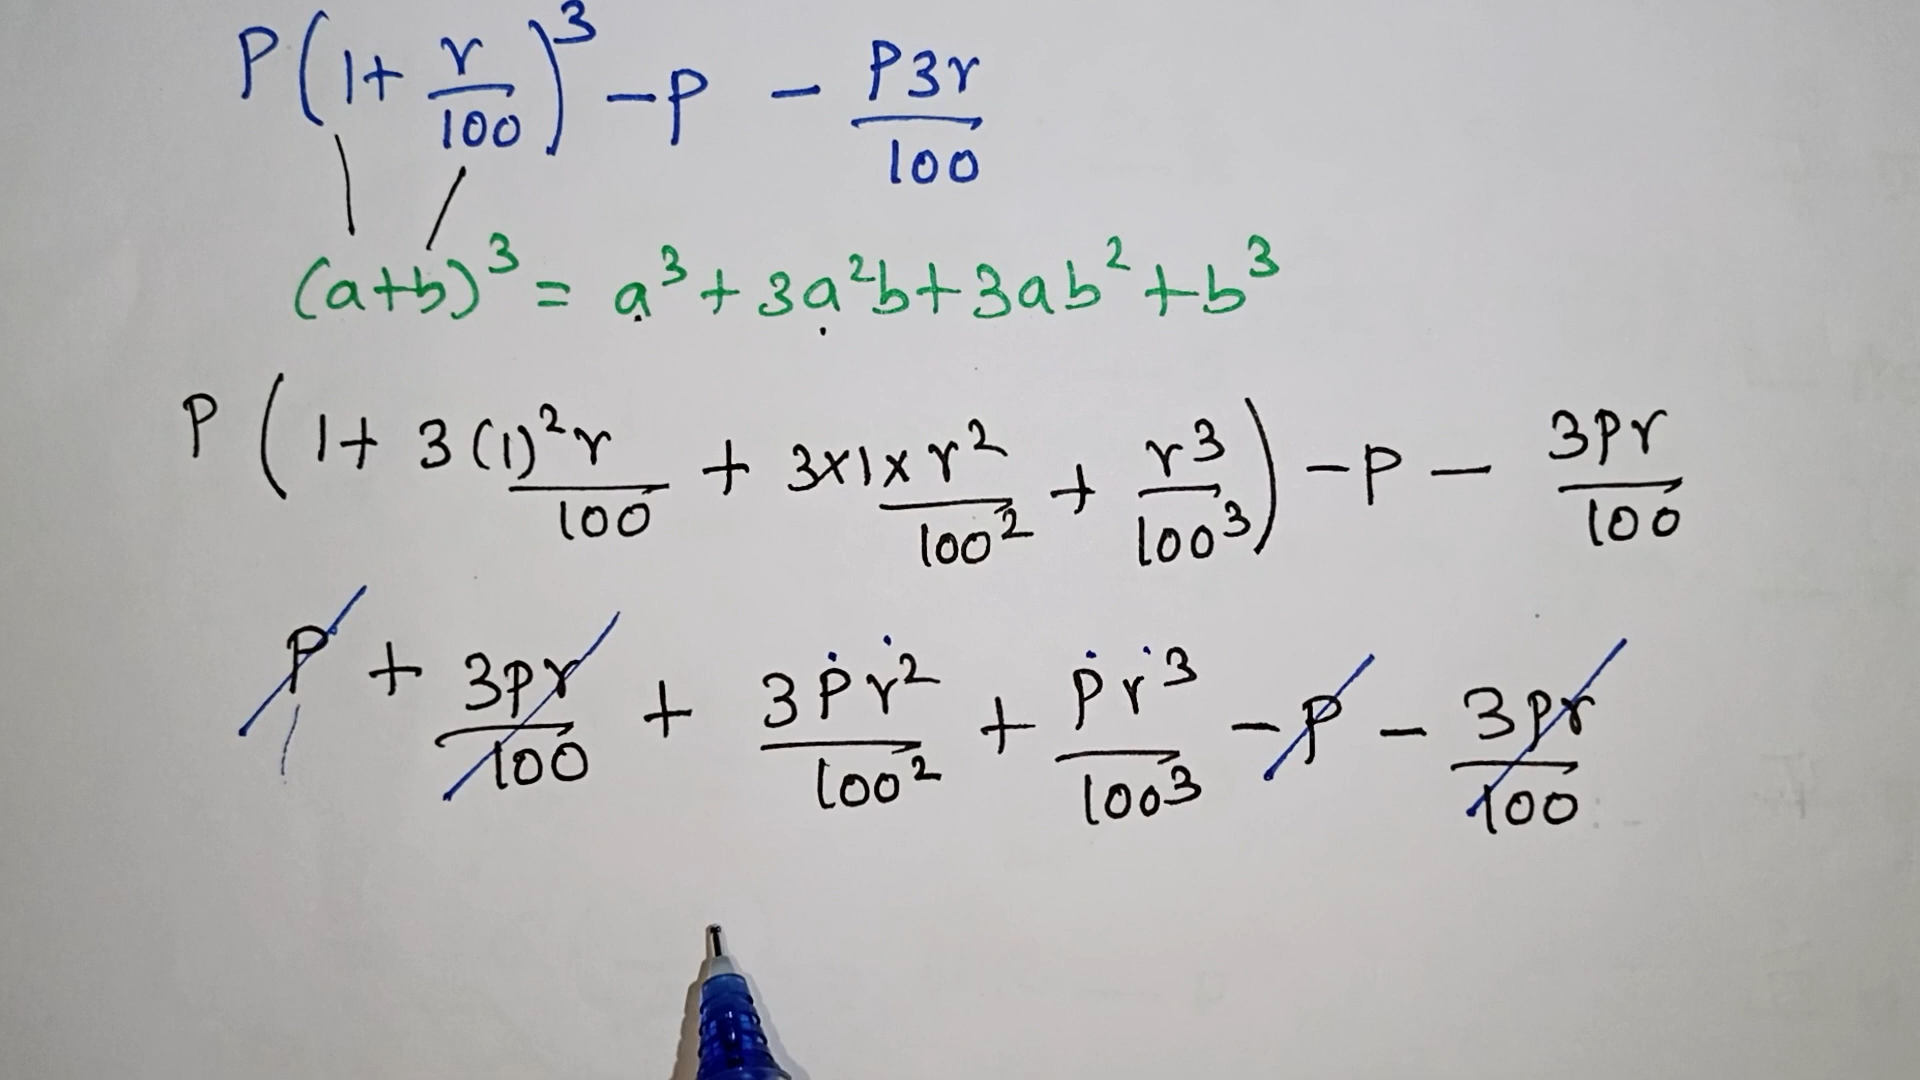 P(1+ r/100)³ - P - P3r/100
(a+b)³ = a³ + 3a²b + 3ab² + b³
P (1+ 3(1)²r/100 + 3×1×r²/100² + r³/100³) - P - 3Pr/100
P + 3Pr/100 + 3Pr²/100² + Pr³/100³ - P - 3Pr/100